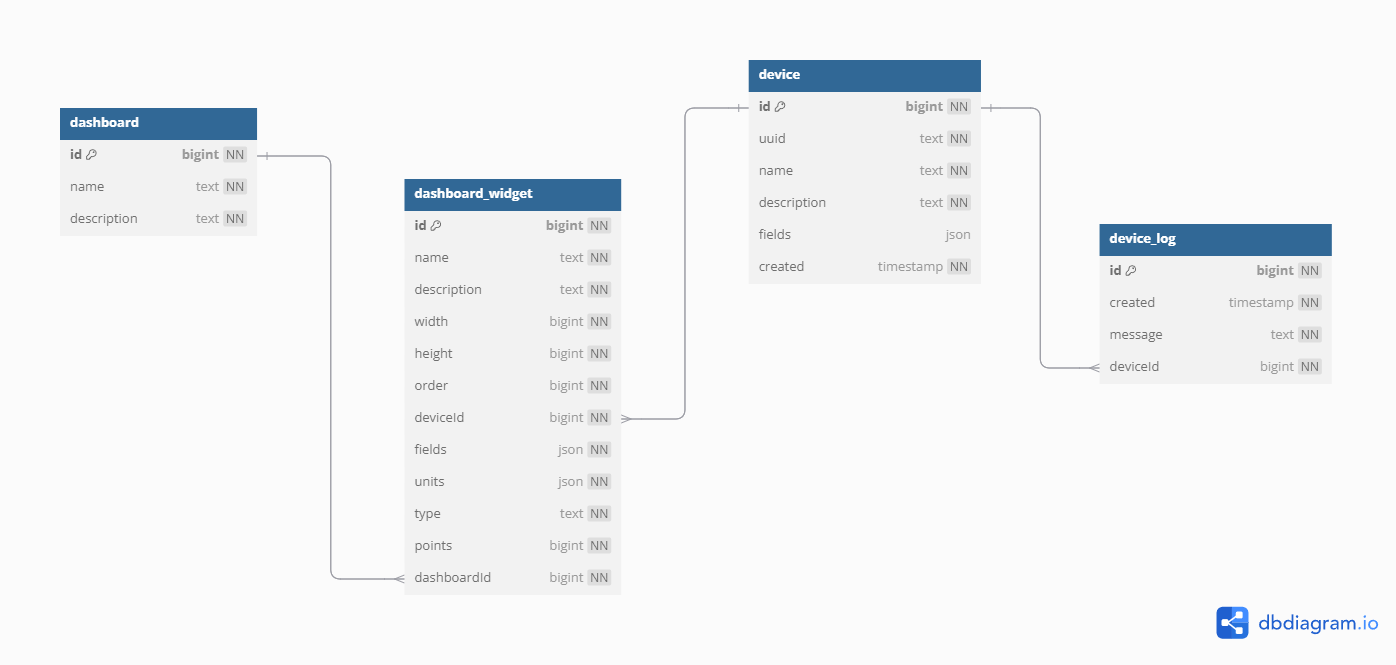 dashboard
id bigint NN
name text NN
description text NN
dashboard_widget
id bigint NN
name text NN
description text NN
width bigint NN
height bigint NN
order bigint NN
deviceId bigint NN
fields json NN
units json NN
type text NN
points bigint NN
dashboardId bigint NN
device
id bigint NN
uuid text NN
name text NN
description text NN
fields json
created timestamp NN
device_log
id bigint NN
created timestamp NN
message text NN
deviceId bigint NN
dbdiagram.io